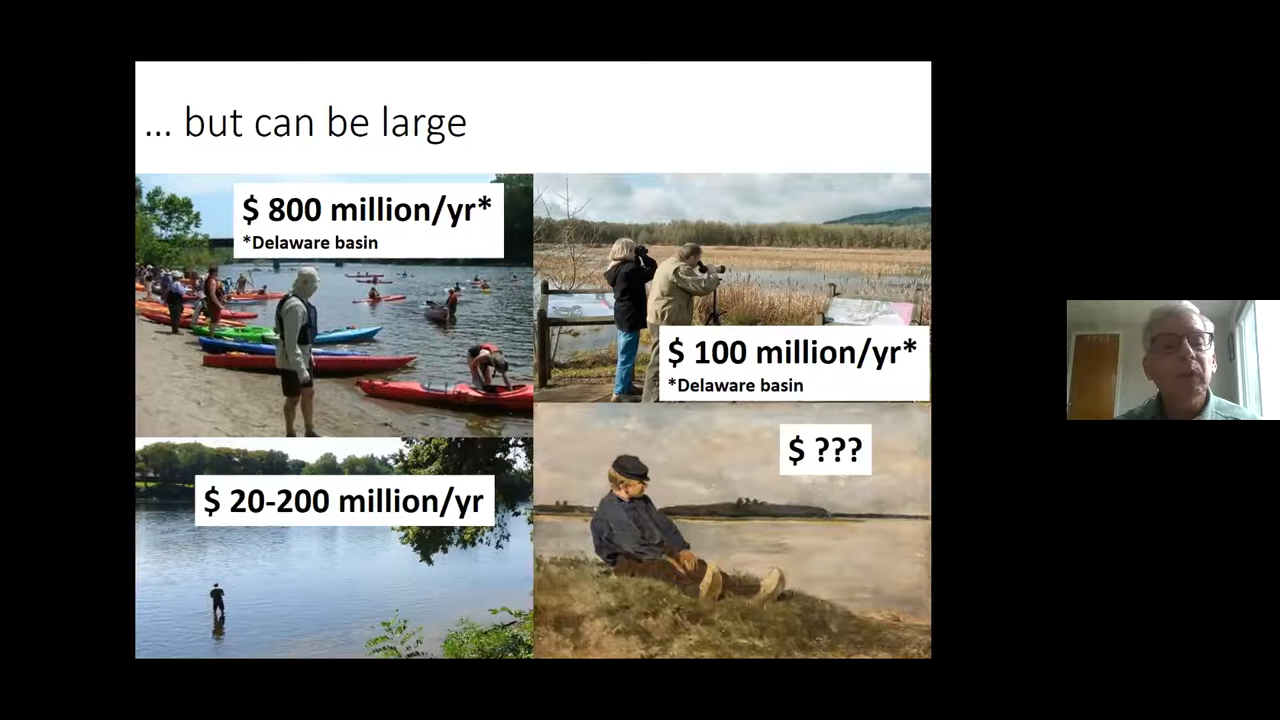 ... but can be large
$ 800 million/yr*
*Delaware basin
$ 100 million/yr*
*Delaware basin
$ 20-200 million/yr
$ ???